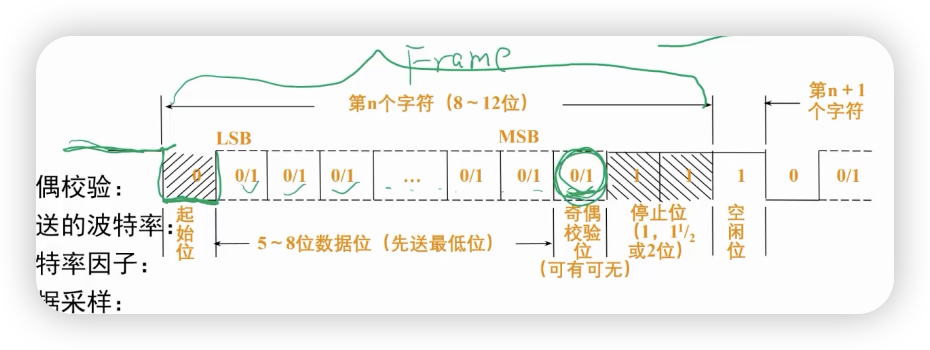 Frame
第n个字符（8～12位）
第n+1
个字符
LSB
MSB
0
0/1
0/1
0/1
...
0/1
0/1
0/1
1
1
1
0
0/1
偶校验：
送的波特率：
特率因子：
据采样：
起始位
5～8位数据位（先送最低位）
奇偶
校验
位
（可有可无）
停止位
（1，1¹/₂
或2位）
空闲位